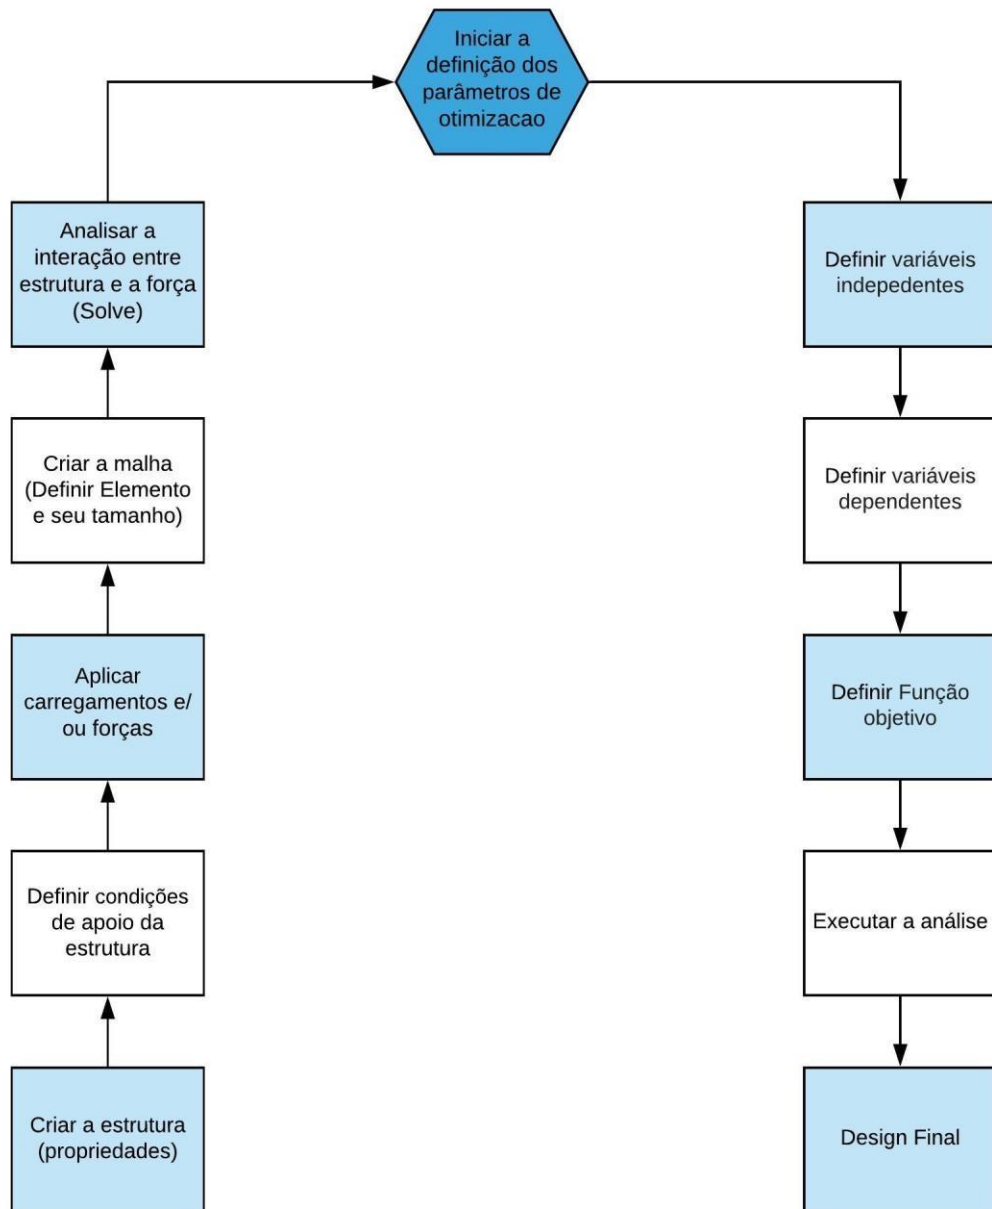 Iniciar a
definição dos
parâmetros de
otimizacao
Analisar a
interação entre
estrutura e a força
(Solve)
Criar a malha
(Definir Elemento
e seu tamanho)
Aplicar
carregamentos e/
ou forças
Definir condições
de apoio da
estrutura
Criar a estrutura
(propriedades)
Definir variáveis
indepedentes
Definir variáveis
dependentes
Definir Função
objetivo
Executar a análise
Design Final